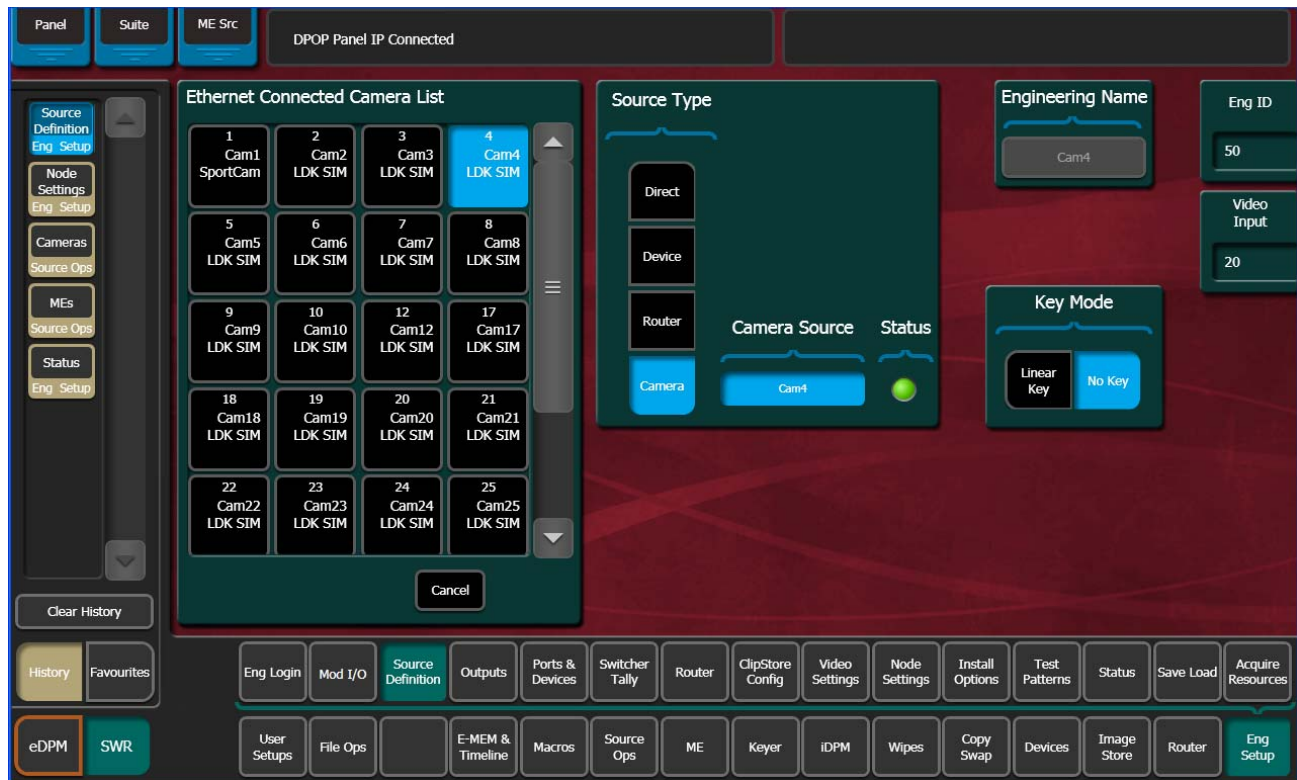 Panel
Suite
ME Src
DPOP Panel IP Connected
Source
Definition
Eng Setup
Node
Settings
Eng Setup
Cameras
Source Ops
MEs
Source Ops
Status
Eng Setup
Clear History
History
Favourites
eDPM
SWR
Ethernet Connected Camera List
1
Cam1
SportCam
2
Cam2
LDK SIM
3
Cam3
LDK SIM
4
Cam4
LDK SIM
5
Cam5
LDK SIM
6
Cam6
LDK SIM
7
Cam7
LDK SIM
8
Cam8
LDK SIM
9
Cam9
LDK SIM
10
Cam10
LDK SIM
12
Cam12
LDK SIM
17
Cam17
LDK SIM
18
Cam18
LDK SIM
19
Cam19
LDK SIM
20
Cam20
LDK SIM
21
Cam21
LDK SIM
22
Cam22
LDK SIM
23
Cam23
LDK SIM
24
Cam24
LDK SIM
25
Cam25
LDK SIM
Cancel
Source Type
Direct
Device
Router
Camera
Camera Source
Cam4
Status
Engineering Name
Cam4
Eng ID
50
Video
Input
20
Key Mode
Linear
Key
No Key
Eng Login
Mod I/O
Source
Definition
Outputs
Ports &
Devices
Switcher
Tally
Router
ClipStore
Config
Video
Settings
Node
Settings
Install
Options
Test
Patterns
Status
Save Load
Acquire
Resources
User
Setups
File Ops
E-MEM &
Timeline
Macros
Source
Ops
ME
Keyer
iDPM
Wipes
Copy
Swap
Devices
Image
Store
Router
Eng
Setup